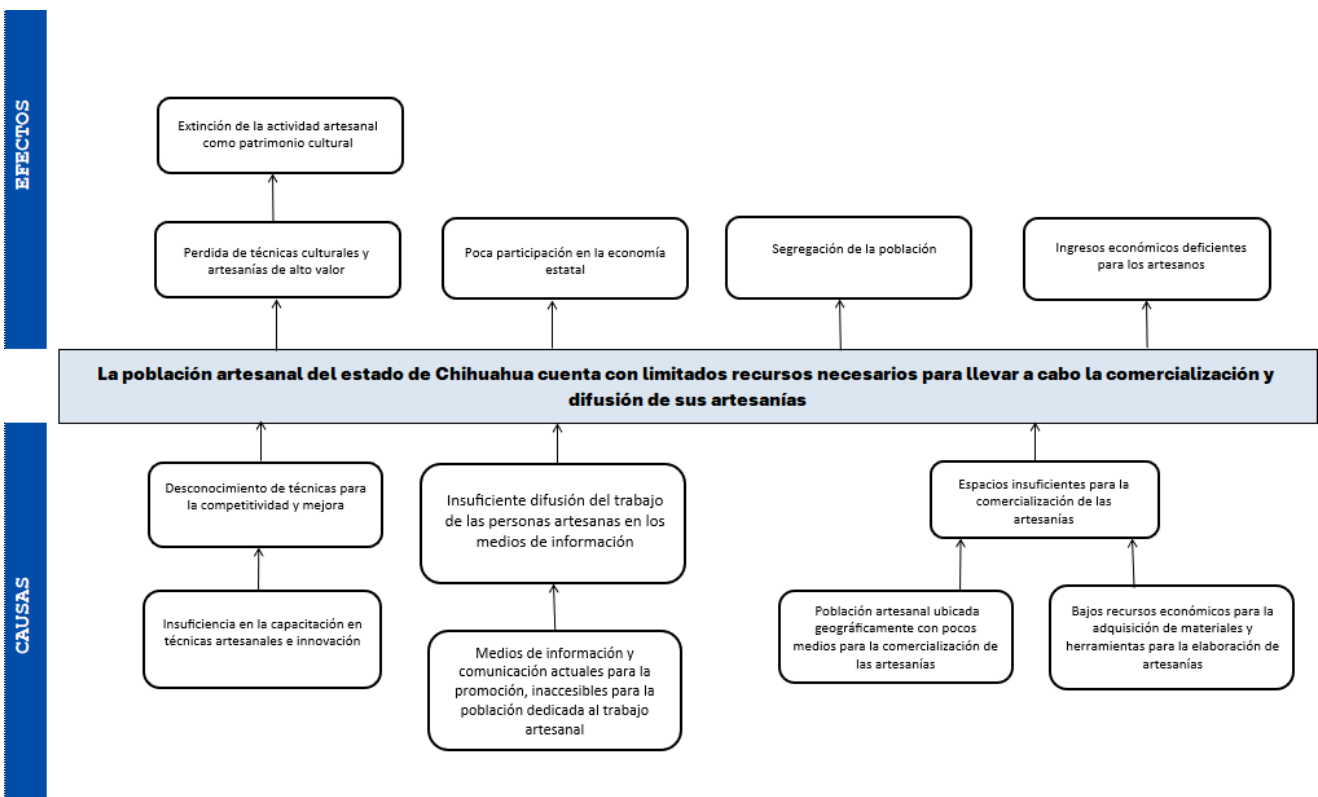 EFECTOS
Extinción de la actividad artesanal
como patrimonio cultural
Perdida de técnicas culturales y
artesanías de alto valor
Poca participación en la economía
estatal
Segregación de la población
Ingresos económicos deficientes
para los artesanos
La población artesanal del estado de Chihuahua cuenta con limitados recursos necesarios para llevar a cabo la comercialización y
difusión de sus artesanías
CAUSAS
Desconocimiento de técnicas para
la competitividad y mejora
Insuficiente difusión del trabajo
de las personas artesanas en los
medios de información
Espacios insuficientes para la
comercialización de las
artesanías
Insuficiencia en la capacitación en
técnicas artesanales e innovación
Medios de información y
comunicación actuales para la
promoción, inaccesibles para la
población dedicada al trabajo
artesanal
Población artesanal ubicada
geográficamente con pocos
medios para la comercialización de
las artesanías
Bajos recursos económicos para la
adquisición de materiales y
herramientas para la elaboración de
artesanías